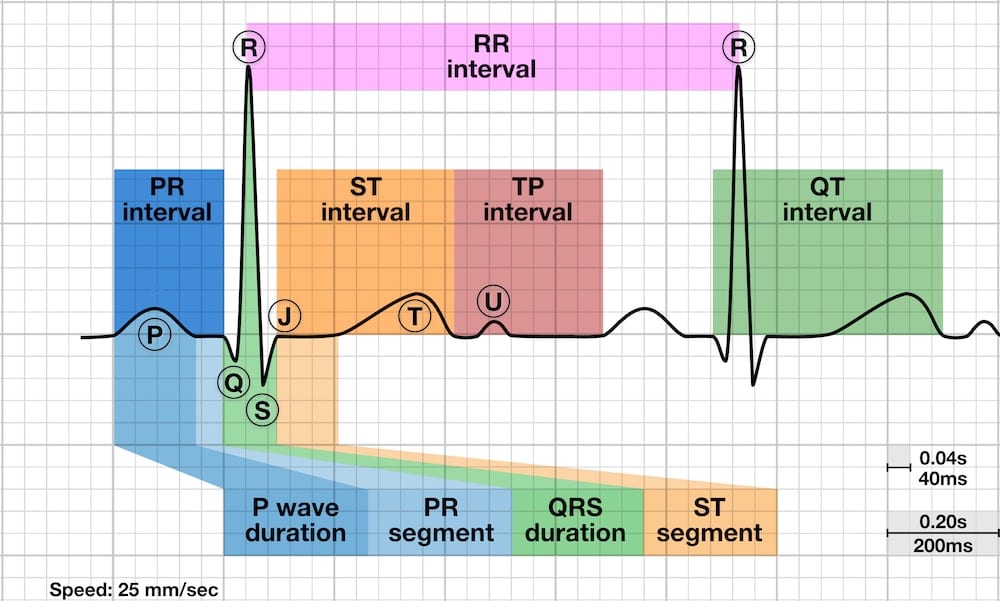 R
RR
interval
R
PR
interval
ST
interval
TP
interval
QT
interval
P
Q
S
J
T
U
0.04s
40ms
P wave
duration
PR
segment
QRS
duration
ST
segment
0.20s
200ms
Speed: 25 mm/sec